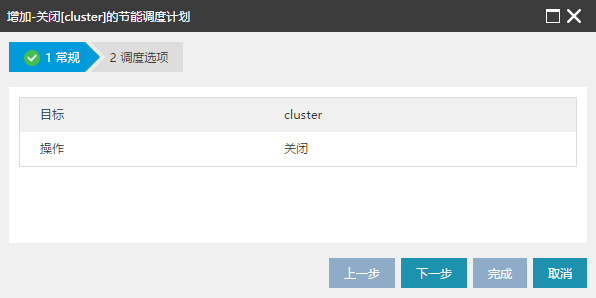 增加-关闭[cluster]的节能调度计划
1 常规
2 调度选项
目标 cluster
操作 关闭
上一步 下一步 完成 取消